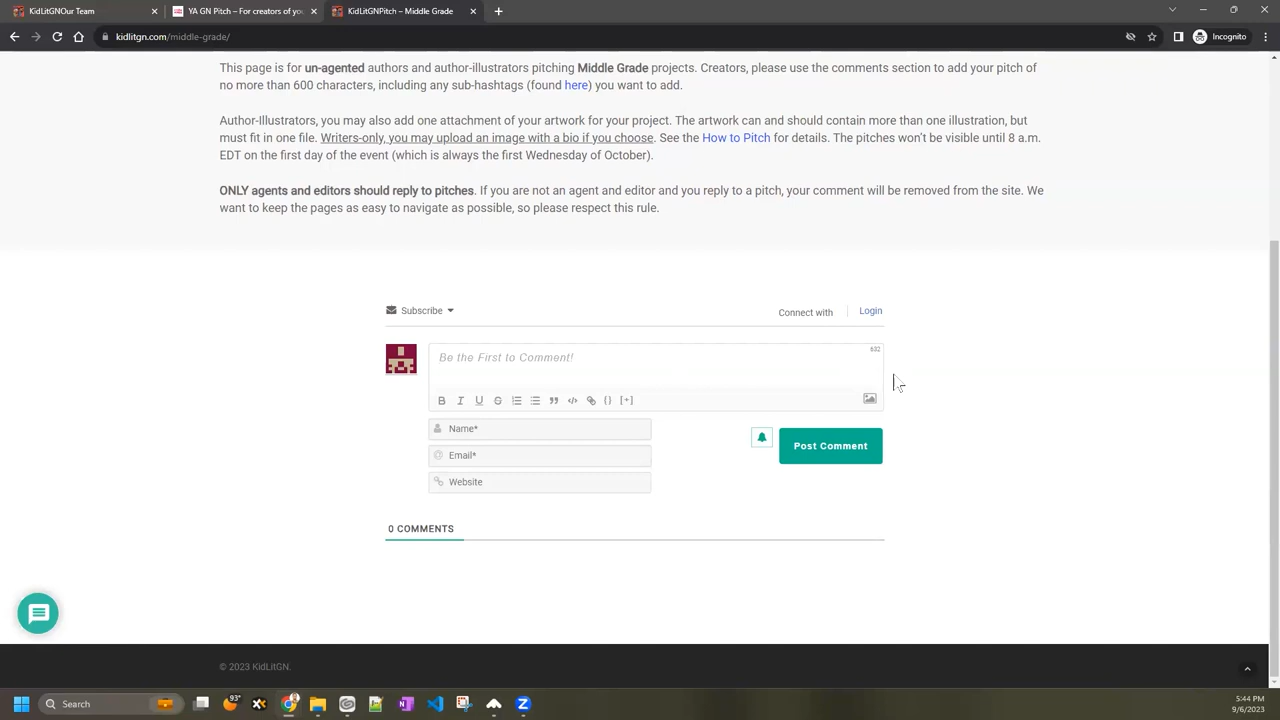 KidLitGNOur Team
YA GN Pitch – For creators of you
KidLitGNPitch – Middle Grade
kidlitgn.com/middle-grade/
Incognito
This page is for un-agented authors and author-illustrators pitching Middle Grade projects. Creators, please use the comments section to add your pitch of
no more than 600 characters, including any sub-hashtags (found here) you want to add.
Author-Illustrators, you may also add one attachment of your artwork for your project. The artwork can and should contain more than one illustration, but
must fit in one file. Writers-only, you may upload an image with a bio if you choose. See the How to Pitch for details. The pitches won't be visible until 8 a.m.
EDT on the first day of the event (which is always the first Wednesday of October).
ONLY agents and editors should reply to pitches. If you are not an agent and editor and you reply to a pitch, your comment will be removed from the site. We
want to keep the pages as easy to navigate as possible, so please respect this rule.
Subscribe
Connect with
Login
Be the First to Comment!
632
B I U S {} [+]
Name*
Email*
Website
Post Comment
0 COMMENTS
© 2023 KidLitGN.
Search
93°
5:44 PM
9/6/2023